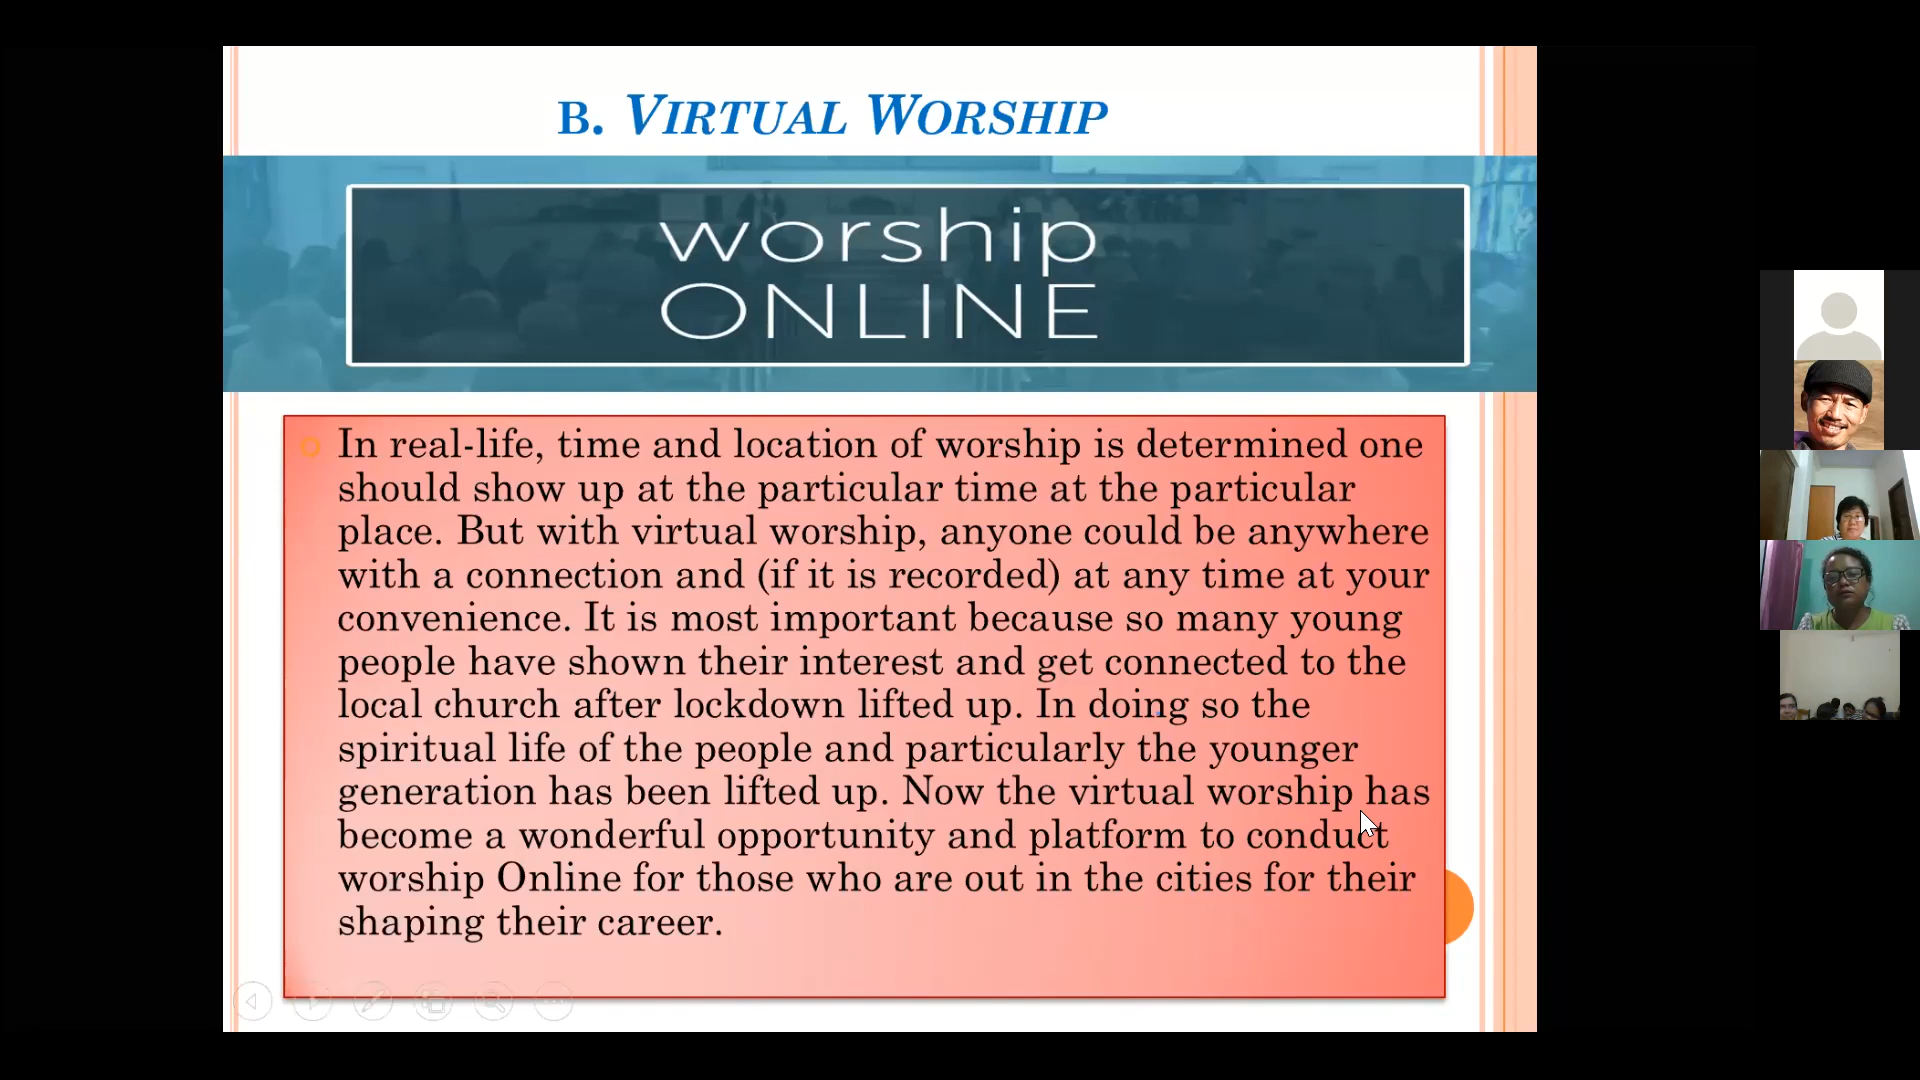 B. VIRTUAL WORSHIP
worship
ONLINE
In real-life, time and location of worship is determined one
should show up at the particular time at the particular
place. But with virtual worship, anyone could be anywhere
with a connection and (if it is recorded) at any time at your
convenience. It is most important because so many young
people have shown their interest and get connected to the
local church after lockdown lifted up. In doing so the
spiritual life of the people and particularly the younger
generation has been lifted up. Now the virtual worship has
become a wonderful opportunity and platform to conduct
worship Online for those who are out in the cities for their
shaping their career.